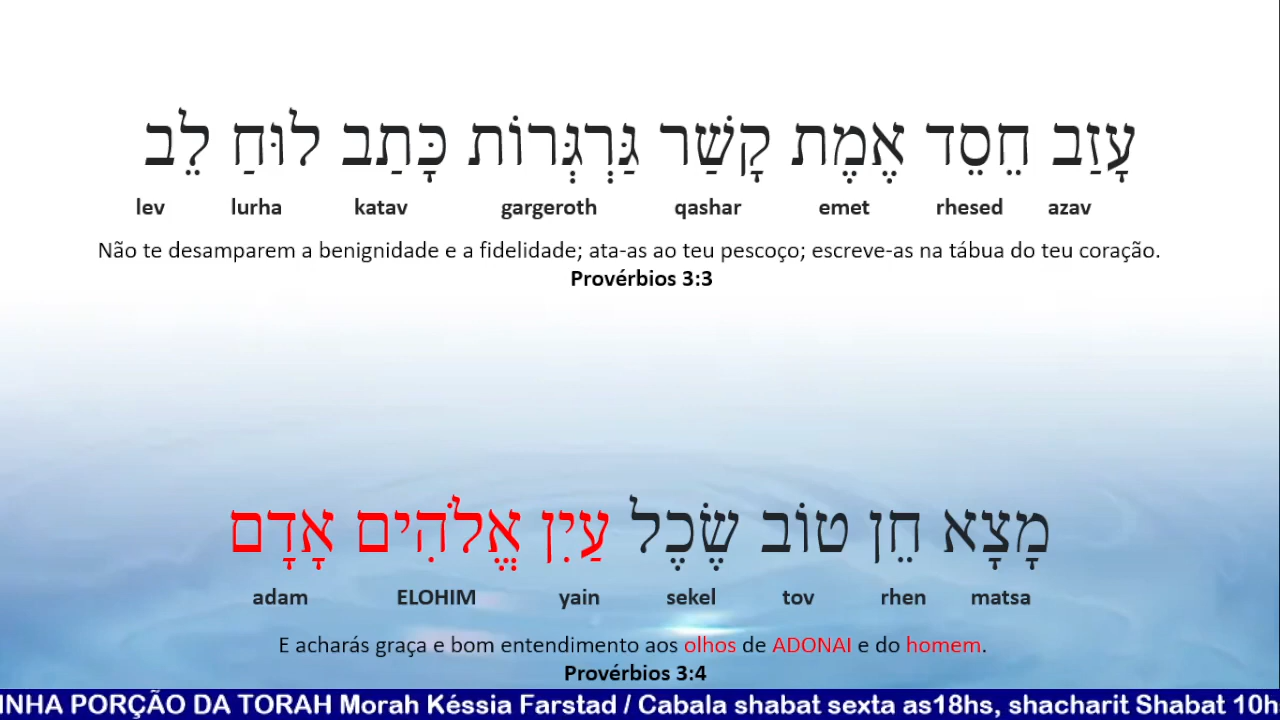 עָזַב חֵסֵד אֶמֶת קָשַׁר גַּרְגְּרוֹת כָּתַב לוּחַ לֵב
lev lurha katav gargeroth qashar emet rhesed azav
Não te desamparem a benignidade e a fidelidade; ata-as ao teu pescoço; escreve-as na tábua do teu coração.
Provérbios 3:3
מָצָא חֵן טוֹב שֶׂכֶל עַיִן אֱלֹהִים אָדָם
adam ELOHIM yain sekel tov rhen matsa
E acharás graça e bom entendimento aos olhos de ADONAI e do homem.
Provérbios 3:4
INHA PORÇÃO DA TORAH Morah Késsia Farstad / Cabala shabat sexta as18hs, shacharit Shabat 10h